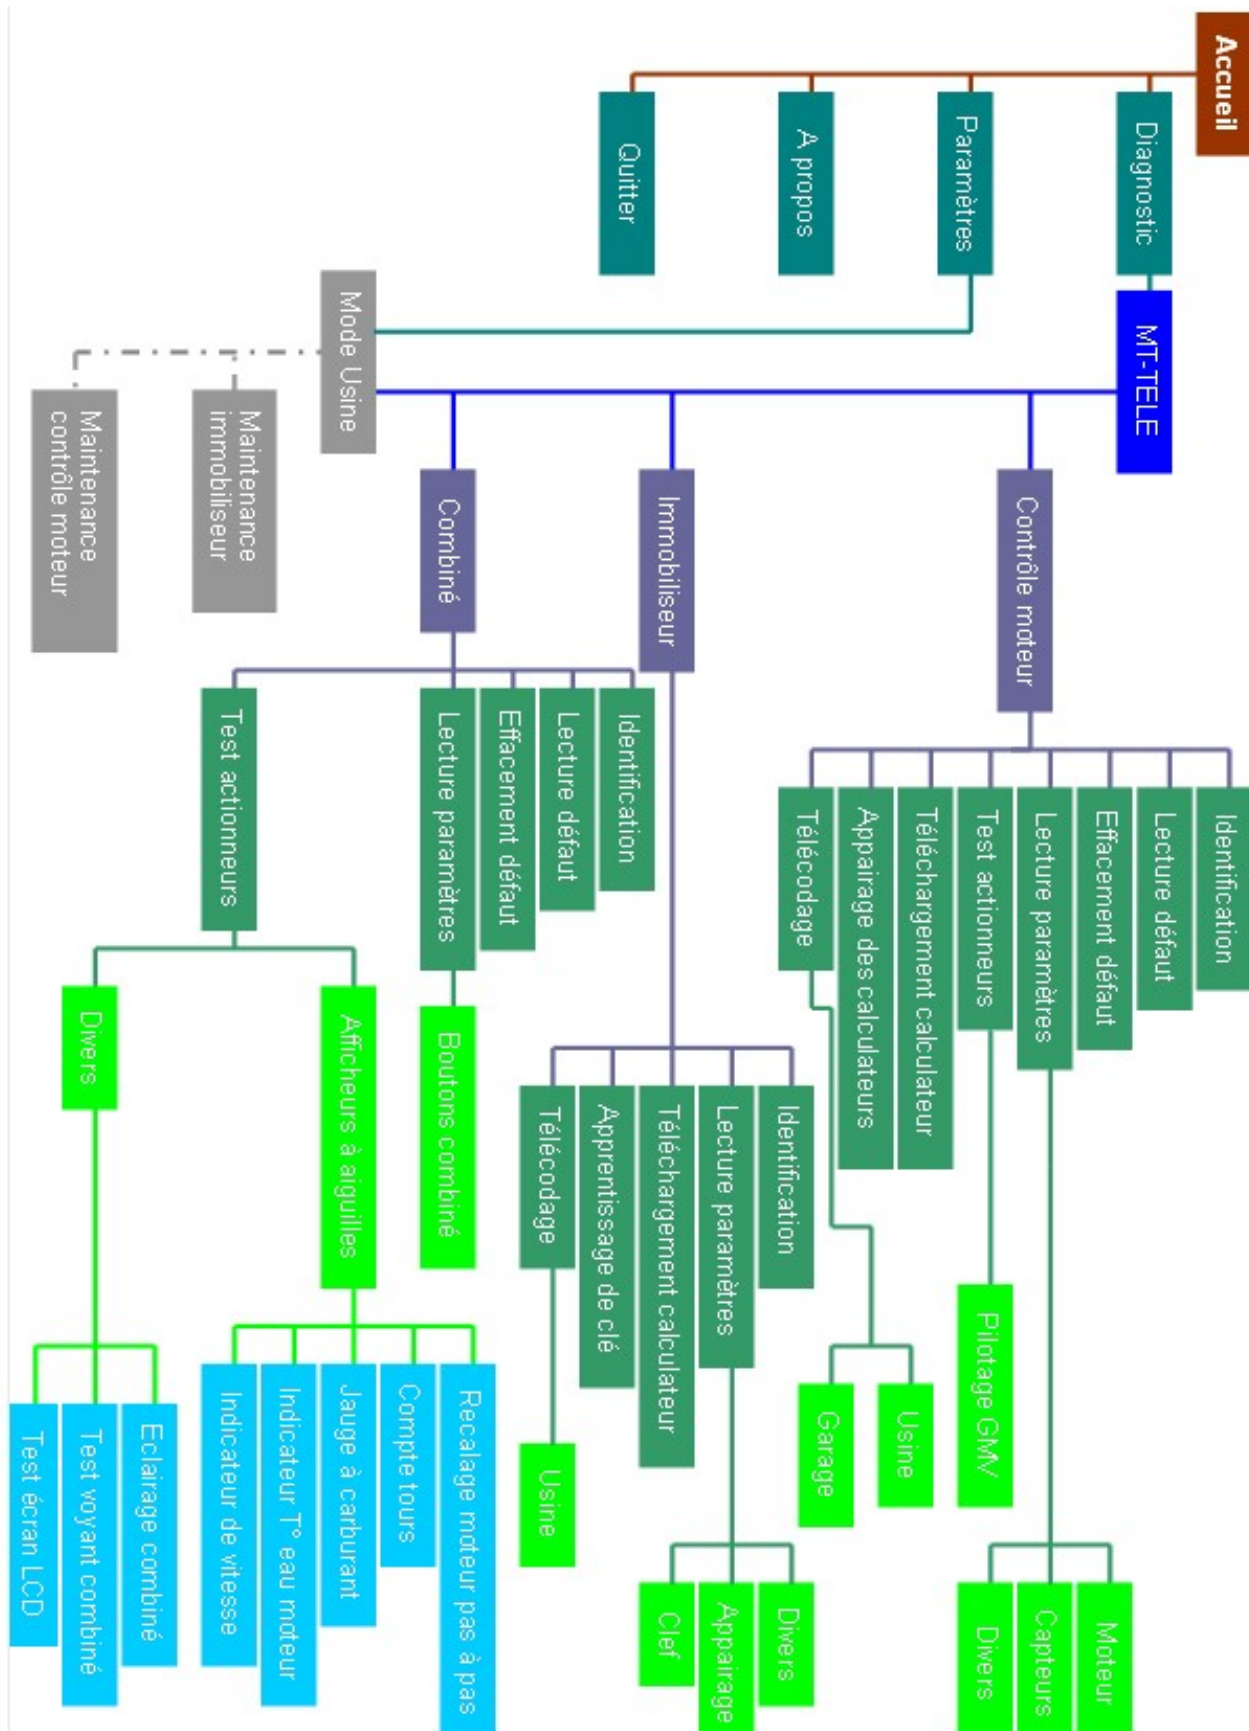 Accueil
Diagnostic
MT-TELE
Contrôle moteur
Identification
Lecture défaut
Effacement défaut
Lecture paramètres
Moteur
Capteurs
Divers
Test actionneurs
Pilotage GMV
Téléchargement calculateur
Appairage des calculateurs
Télécodage
Usine
Garage
Immobiliseur
Identification
Lecture paramètres
Divers
Appairage
Clef
Téléchargement calculateur
Apprentissage de clé
Télécodage
Usine
Combiné
Identification
Lecture défaut
Effacement défaut
Lecture paramètres
Boutons combiné
Test actionneurs
Afficheurs à aiguilles
Recalage moteur pas à pas
Compte tours
Jauge à carburant
Indicateur T° eau moteur
Indicateur de vitesse
Divers
Eclairage combiné
Test voyant combiné
Test écran LCD
Paramètres
Mode Usine
Maintenance
immobiliseur
Maintenance
contrôle moteur
A propos
Quitter